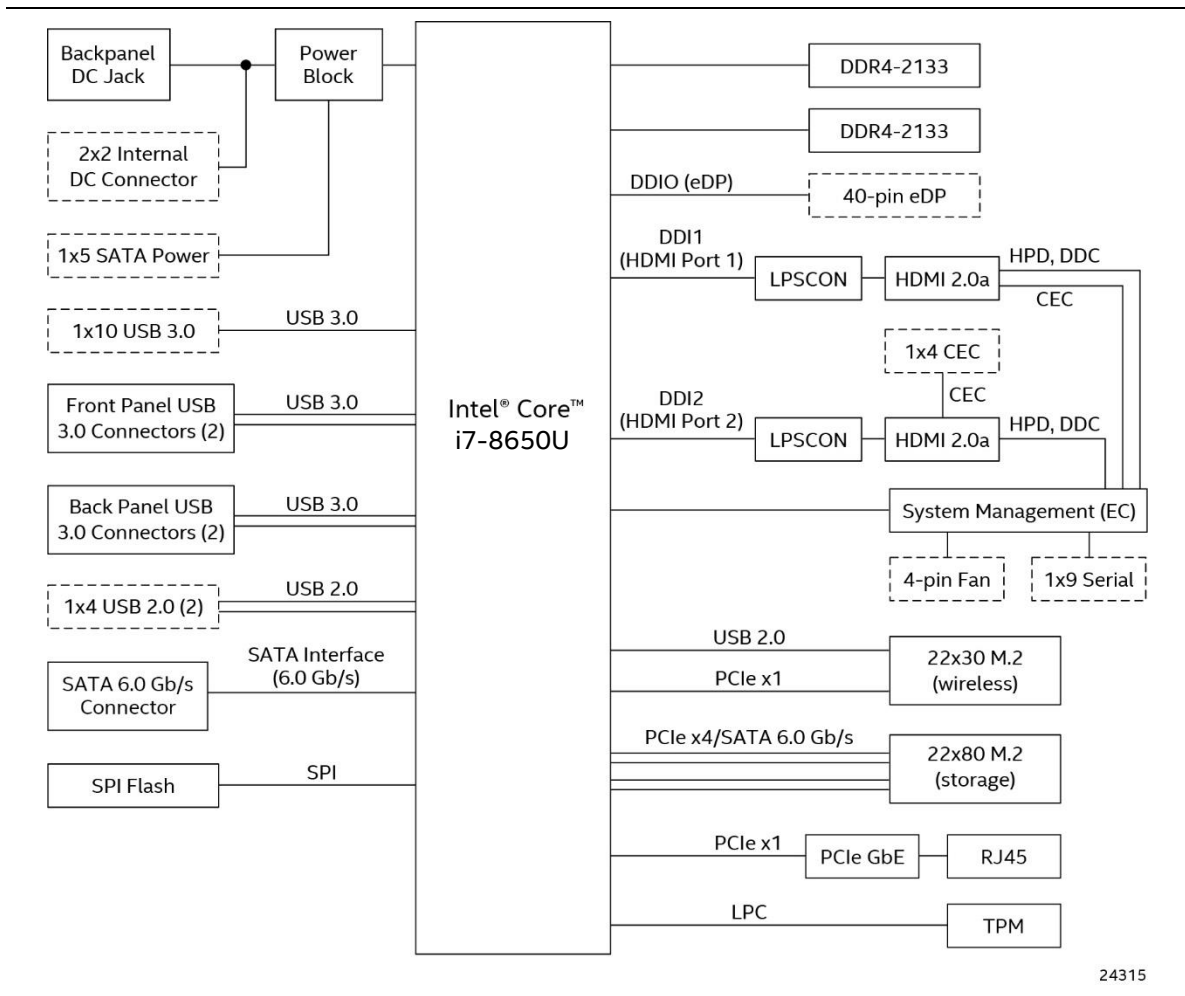 Backpanel
DC Jack
Power
Block
2x2 Internal
DC Connector
1x5 SATA Power
1x10 USB 3.0
USB 3.0
Front Panel USB
3.0 Connectors (2)
USB 3.0
Back Panel USB
3.0 Connectors (2)
USB 3.0
1x4 USB 2.0 (2)
USB 2.0
SATA 6.0 Gb/s
Connector
SATA Interface
(6.0 Gb/s)
SPI Flash
SPI
Intel® Core™
i7-8650U
DDR4-2133
DDR4-2133
DDIO (eDP)
40-pin eDP
DDI1
(HDMI Port 1)
LPSCON
HDMI 2.0a
HPD, DDC
CEC
1x4 CEC
CEC
DDI2
(HDMI Port 2)
LPSCON
HDMI 2.0a
HPD, DDC
System Management (EC)
4-pin Fan
1x9 Serial
USB 2.0
PCIe x1
22x30 M.2
(wireless)
PCIe x4/SATA 6.0 Gb/s
22x80 M.2
(storage)
PCIe x1
PCIe GbE
RJ45
LPC
TPM
24315